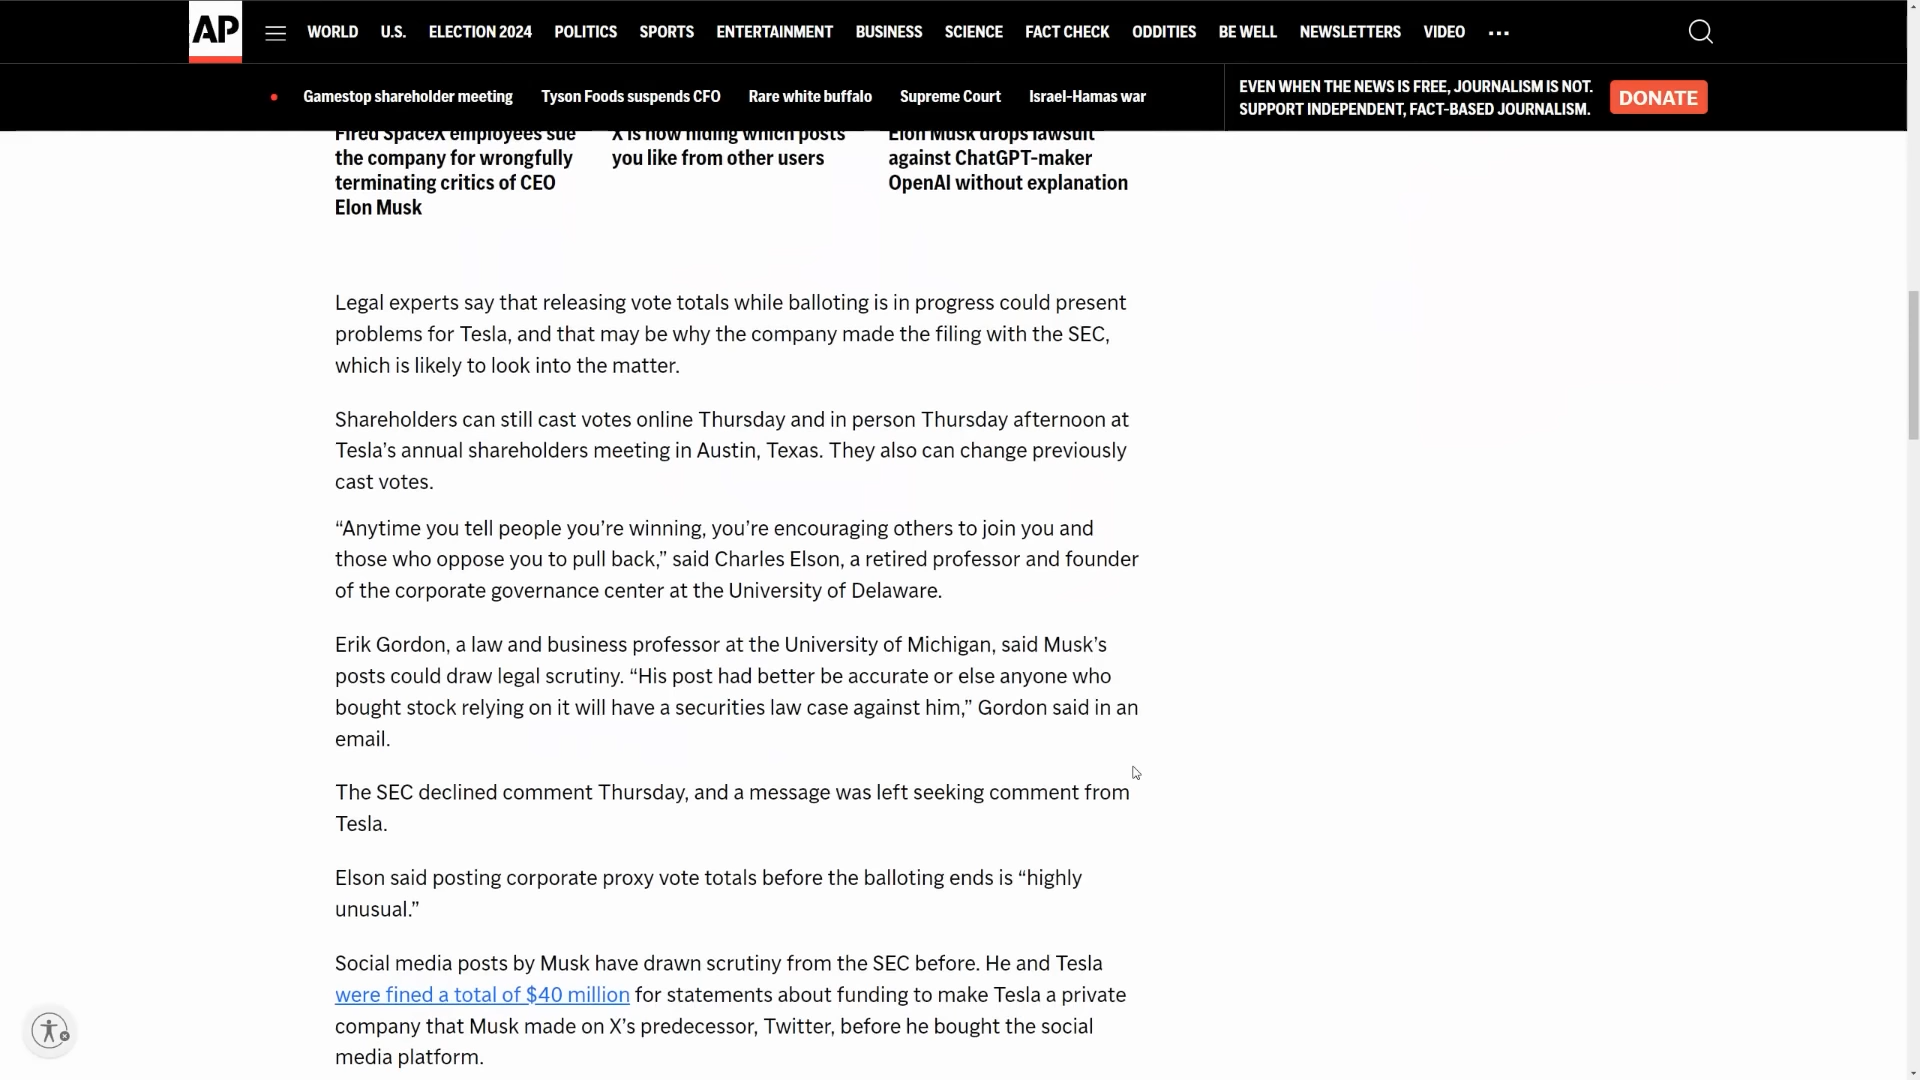 AP
WORLD U.S. ELECTION 2024 POLITICS SPORTS ENTERTAINMENT BUSINESS SCIENCE FACT CHECK ODDITIES BE WELL NEWSLETTERS VIDEO ...
Gamestop shareholder meeting Tyson Foods suspends CFO Rare white buffalo Supreme Court Israel-Hamas war
EVEN WHEN THE NEWS IS FREE, JOURNALISM IS NOT.
SUPPORT INDEPENDENT, FACT-BASED JOURNALISM.
DONATE
Fired SpaceX employees sue
the company for wrongfully
terminating critics of CEO
Elon Musk
X is now hiding which posts
you like from other users
Elon Musk drops lawsuit
against ChatGPT-maker
OpenAI without explanation
Legal experts say that releasing vote totals while balloting is in progress could present
problems for Tesla, and that may be why the company made the filing with the SEC,
which is likely to look into the matter.
Shareholders can still cast votes online Thursday and in person Thursday afternoon at
Tesla’s annual shareholders meeting in Austin, Texas. They also can change previously
cast votes.
“Anytime you tell people you’re winning, you’re encouraging others to join you and
those who oppose you to pull back,” said Charles Elson, a retired professor and founder
of the corporate governance center at the University of Delaware.
Erik Gordon, a law and business professor at the University of Michigan, said Musk’s
posts could draw legal scrutiny. “His post had better be accurate or else anyone who
bought stock relying on it will have a securities law case against him,” Gordon said in an
email.
The SEC declined comment Thursday, and a message was left seeking comment from
Tesla.
Elson said posting corporate proxy vote totals before the balloting ends is “highly
unusual.”
Social media posts by Musk have drawn scrutiny from the SEC before. He and Tesla
were fined a total of $40 million for statements about funding to make Tesla a private
company that Musk made on X’s predecessor, Twitter, before he bought the social
media platform.